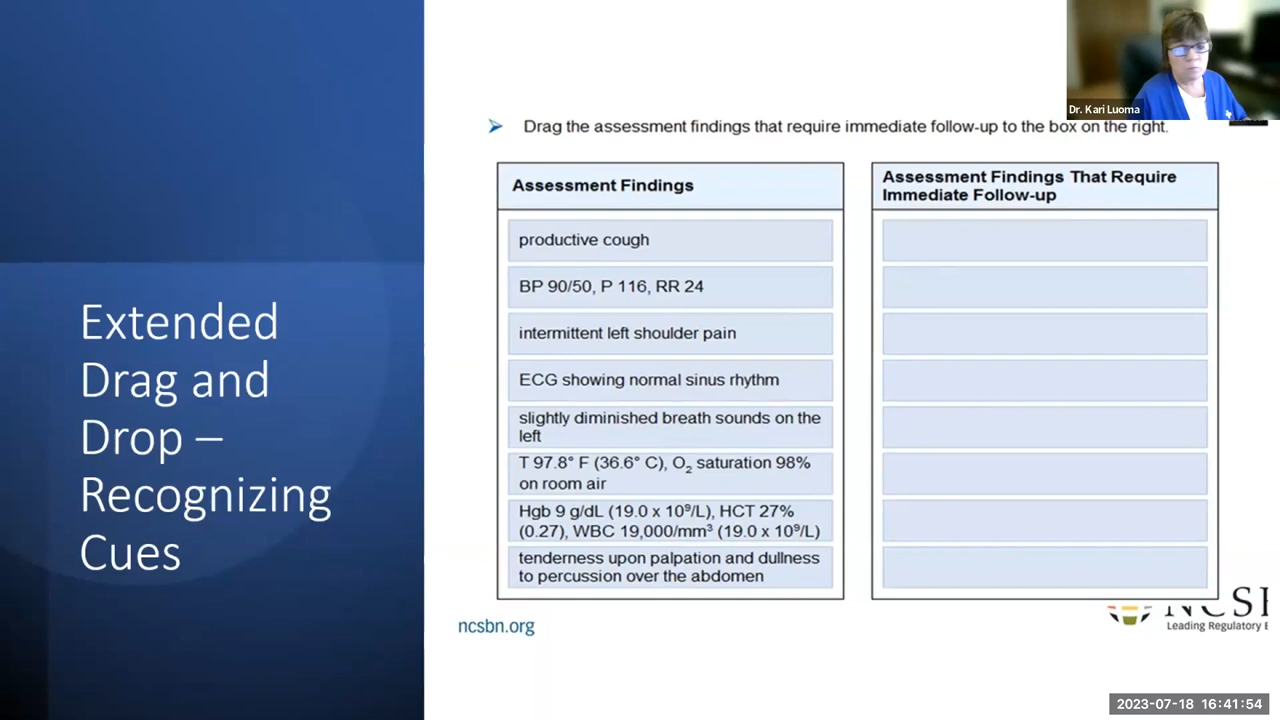 Dr. Kari Luoma
➤ Drag the assessment findings that require immediate follow-up to the box on the right.
Assessment Findings
productive cough
BP 90/50, P 116, RR 24
intermittent left shoulder pain
ECG showing normal sinus rhythm
slightly diminished breath sounds on the
left
T 97.8° F (36.6° C), O₂ saturation 98%
on room air
Hgb 9 g/dL (19.0 x 10⁹/L), HCT 27%
(0.27), WBC 19,000/mm³ (19.0 x 10⁹/L)
tenderness upon palpation and dullness
to percussion over the abdomen
Assessment Findings That Require
Immediate Follow-up
Extended
Drag and
Drop –
Recognizing
Cues
ncsbn.org
Leading Regulatory
2023-07-18 16:41:54